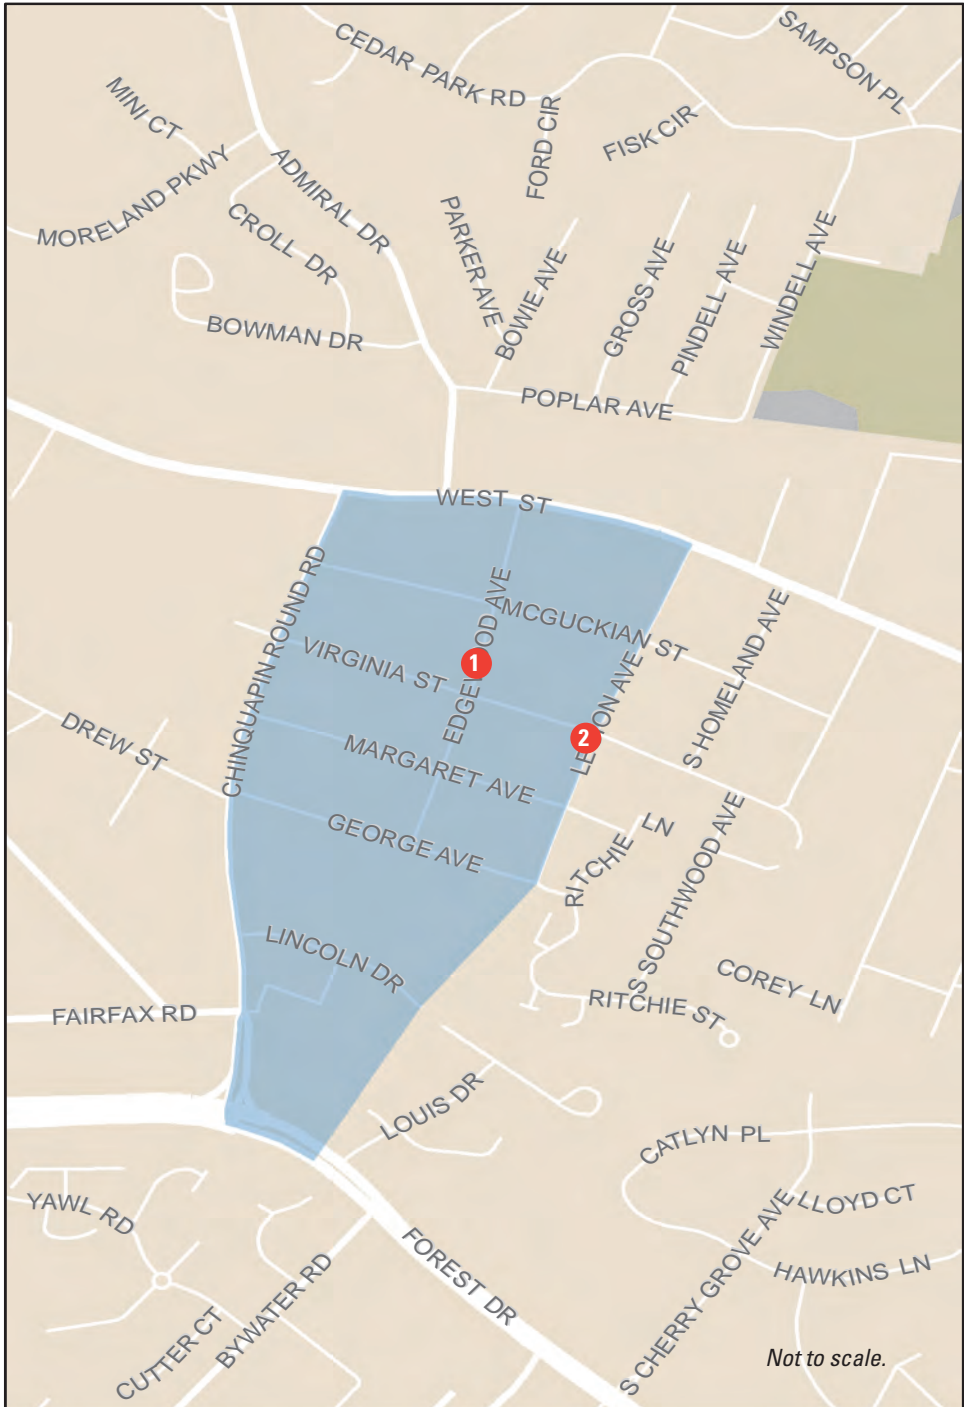 SAMPSON PL
CEDAR PARK RD
MINI CT
FORD CIR
FISK CIR
MORELAND PKWY
ADMIRAL DR
CROLL DR
PARKER AVE
BOWIE AVE
GROSS AVE
PINDELL AVE
WINDELL AVE
BOWMAN DR
POPLAR AVE
WEST ST
CHINQUAPIN ROUND RD
EDGEWOOD AVE
MCGUCKIAN ST
S HOMELAND AVE
VIRGINIA ST
1
2
DREW ST
MARGARET AVE
GEORGE AVE
RITCHIE LN
S SOUTHWOOD AVE
LINCOLN DR
COREY LN
RITCHIE ST
FAIRFAX RD
LOUIS DR
CATLYN PL
LLOYD CT
YAWL RD
FOREST DR
HAWKINS LN
BYWATER RD
CUTTER CT
S CHERRY GROVE AVE
Not to scale.